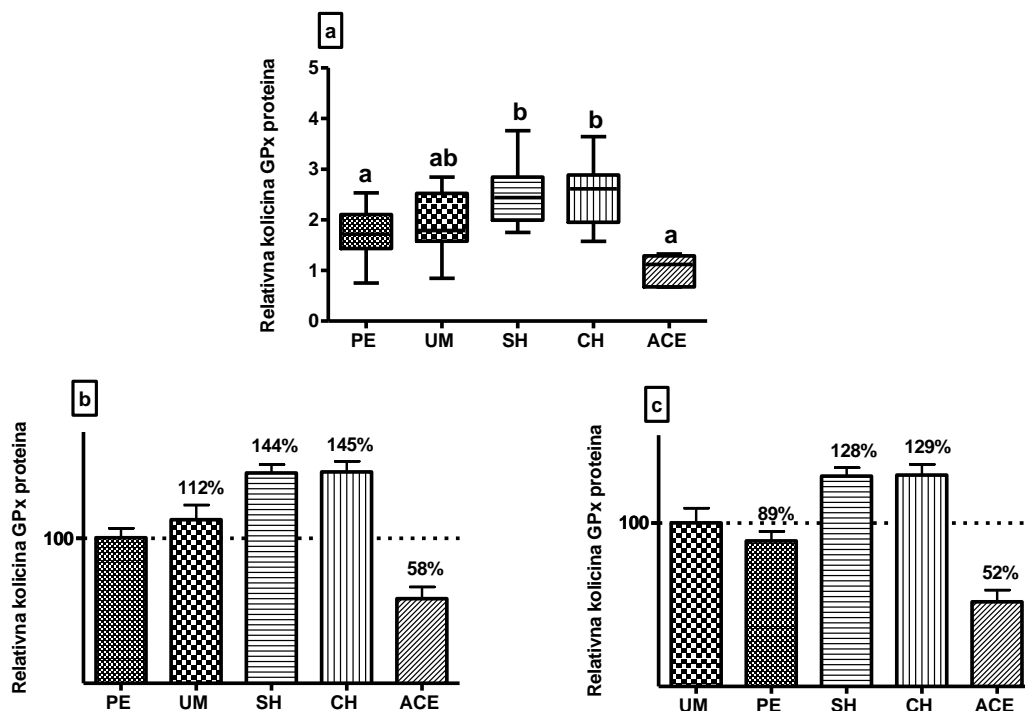 a
Relativna kolicina GPx proteina
5
4
3
2
1
0
a
ab
b
b
a
PE UM SH CH ACE
b
Relativna kolicina GPx proteina
100
112%
144%
145%
58%
PE UM SH CH ACE
c
Relativna kolicina GPx proteina
100
89%
128%
129%
52%
UM PE SH CH ACE